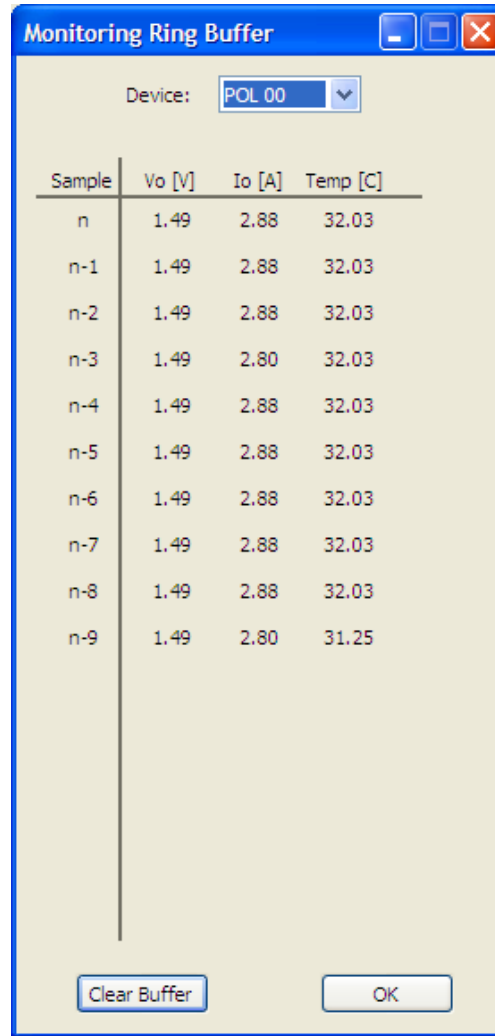 Monitoring Ring Buffer
Device: POL 00
Sample Vo [V] Io [A] Temp [C]
n 1.49 2.88 32.03
n-1 1.49 2.88 32.03
n-2 1.49 2.88 32.03
n-3 1.49 2.80 32.03
n-4 1.49 2.88 32.03
n-5 1.49 2.88 32.03
n-6 1.49 2.88 32.03
n-7 1.49 2.88 32.03
n-8 1.49 2.88 32.03
n-9 1.49 2.80 31.25
Clear Buffer OK